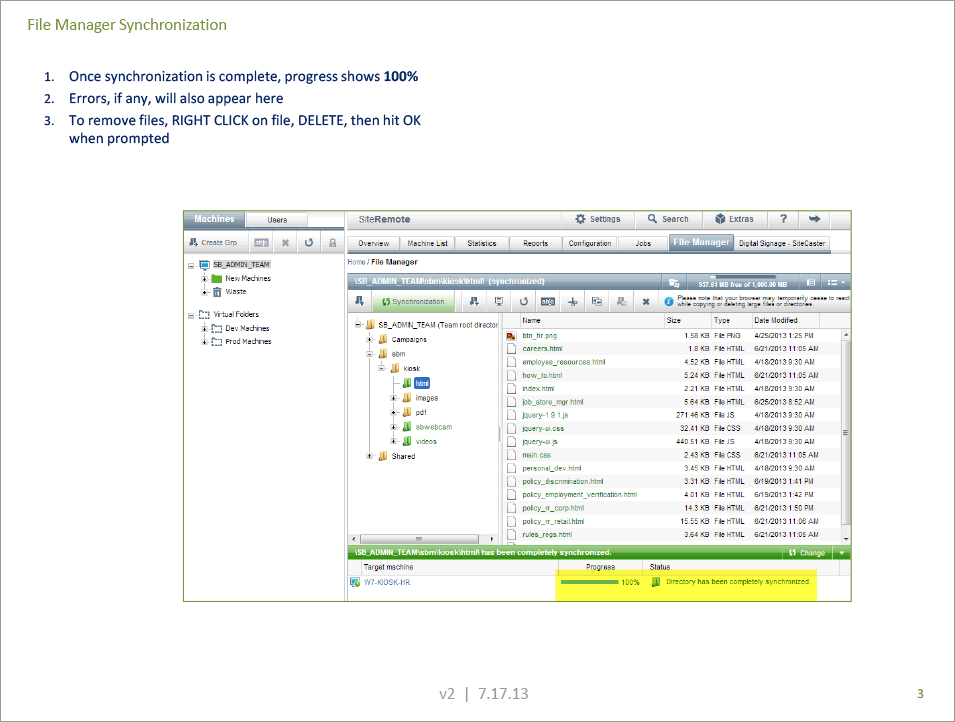 File Manager Synchronization
1. Once synchronization is complete, progress shows 100%
2. Errors, if any, will also appear here
3. To remove files, RIGHT CLICK on file, DELETE, then hit OK
when prompted
Machines Users
SiteRemote Settings Search Extras ?
Create Grp.
Overview Machine List Statistics Reports Configuration Jobs File Manager Digital Signage - SiteCaster
Home / File Manager
SB_ADMIN_TEAM
New Machines
Waste
Virtual Folders
Dev Machines
Prod Machines
\SB_ADMIN_TEAM\sbm\kiosk\html\ (synchronized) 937.61 MB free of 1,000.00 MB
Synchronization
Please note that your browser may temporarily cease to react
while copying or deleting large files or directories.
SB_ADMIN_TEAM (Team root director
Campaigns
sbm
kiosk
html
images
pdf
sbwebcam
videos
Shared
Name Size Type Date Modified
btn_hr.png 1.58 KB File PNG 4/25/2013 1:25 PM
careers.html 1.8 KB File HTML 6/21/2013 11:05 AM
employee_resources.html 4.52 KB File HTML 4/18/2013 9:30 AM
how_to.html 5.24 KB File HTML 6/21/2013 11:05 AM
index.html 2.21 KB File HTML 4/18/2013 9:30 AM
job_store_mgr.html 5.64 KB File HTML 6/25/2013 8:52 AM
jquery-1.9.1.js 271.46 KB File JS 4/18/2013 9:30 AM
jquery-ui.css 32.41 KB File CSS 4/18/2013 9:30 AM
jquery-ui.js 440.51 KB File JS 4/18/2013 9:30 AM
main.css 2.43 KB File CSS 6/21/2013 11:05 AM
personal_dev.html 3.45 KB File HTML 4/18/2013 9:30 AM
policy_discrimination.html 3.31 KB File HTML 6/19/2013 1:41 PM
policy_employment_verification.html 4.01 KB File HTML 6/19/2013 1:42 PM
policy_rr_corp.html 14.3 KB File HTML 6/21/2013 1:50 PM
policy_rr_retail.html 15.55 KB File HTML 6/21/2013 11:06 AM
rules_regs.html 3.64 KB File HTML 6/21/2013 11:05 AM
\SB_ADMIN_TEAM\sbm\kiosk\html\ has been completely synchronized. Change
Target machine Progress Status
W7-KIOSK-HR 100% Directory has been completely synchronized
v2 | 7.17.13
3